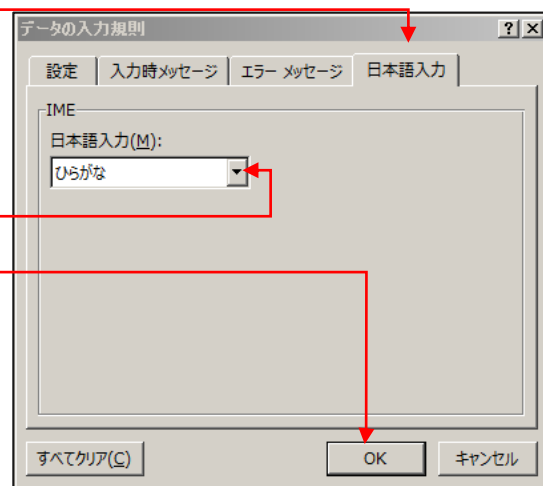 データの入力規則
設定 入力時メッセージ エラー メッセージ 日本語入力
IME
日本語入力(M):
ひらがな
すべてクリア(C) OK キャンセル